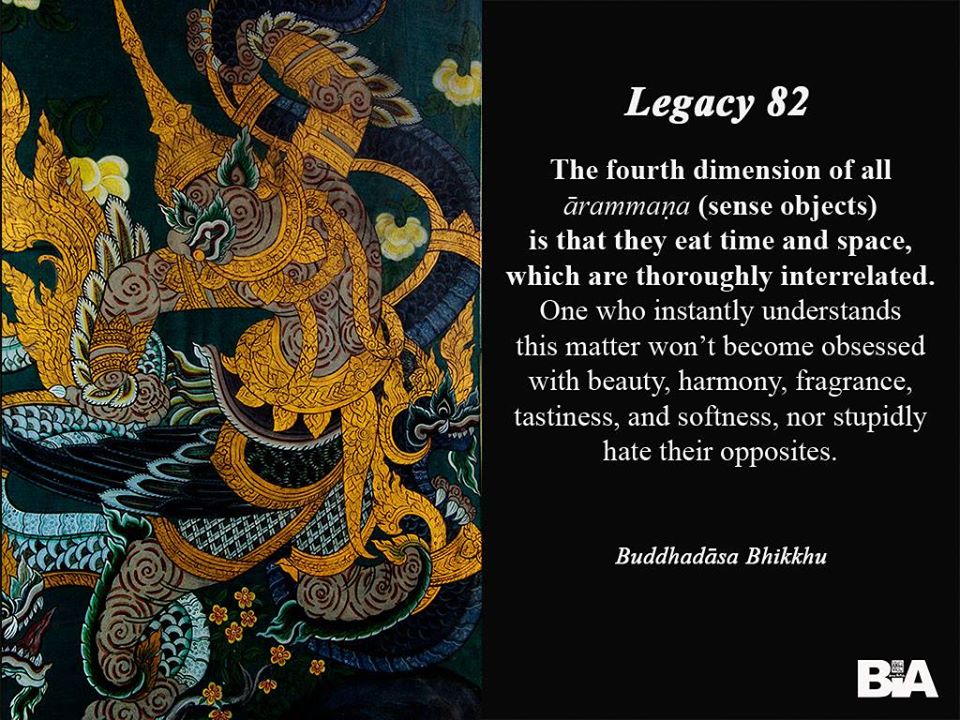 Legacy 82
The fourth dimension of all
ārammaṇa (sense objects)
is that they eat time and space,
which are thoroughly interrelated.
One who instantly understands
this matter won’t become obsessed
with beauty, harmony, fragrance,
tastiness, and softness, nor stupidly
hate their opposites.
Buddhadāsa Bhikkhu
BiA